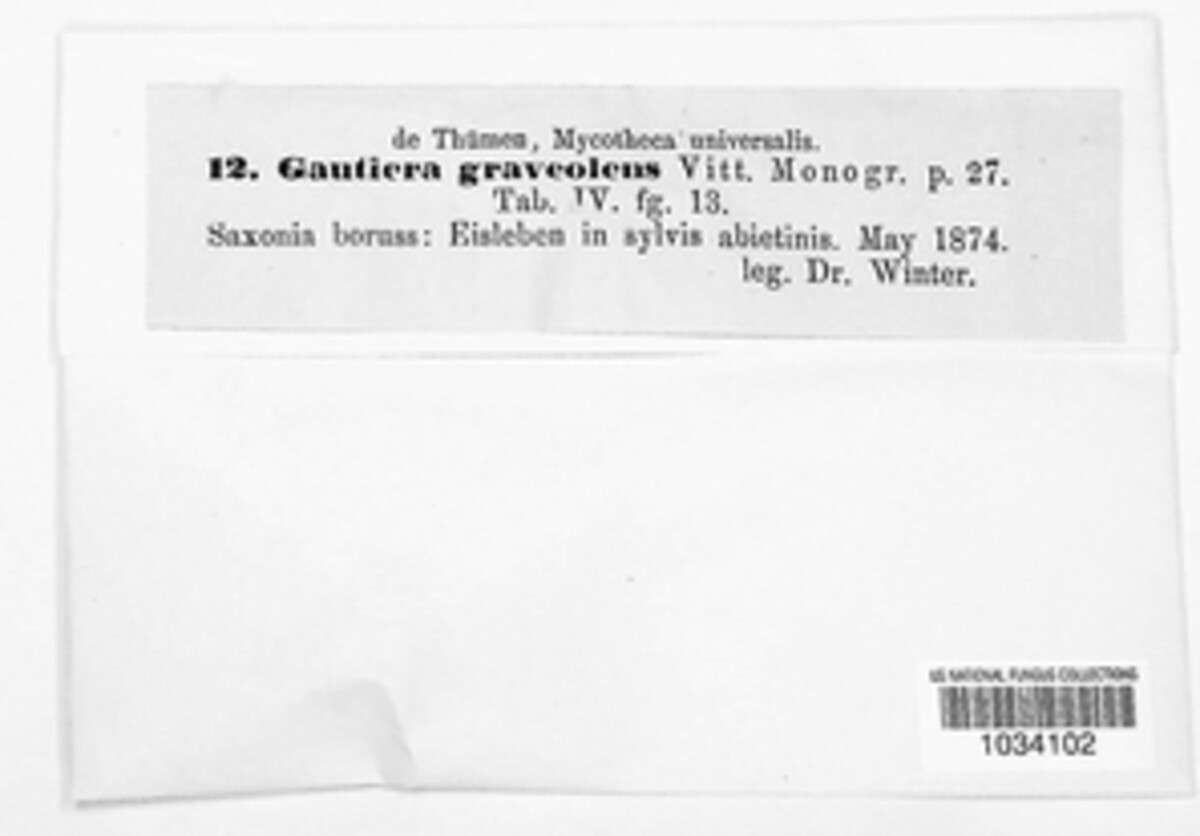 de Thümen, Mycotheca universalis.
12. Gautiera graveolens Vitt. Monogr. p. 27.
Tab. IV. fg. 13.
Saxonia boruss: Eisleben in sylvis abietinis. May 1874.
leg. Dr. Winter.
US NATIONAL FUNGUS COLLECTIONS
1034102